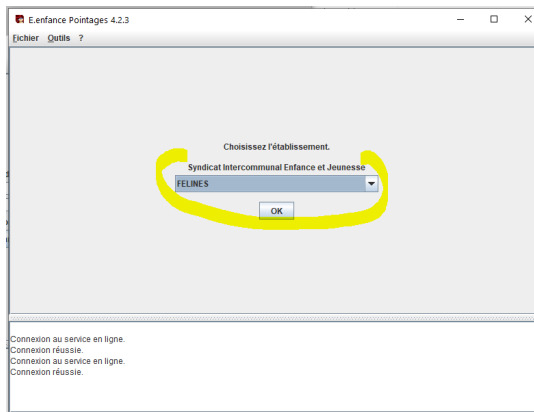 E.enfance Pointages 4.2.3
Fichier Outils ?
Choisissez l'établissement.
Syndicat Intercommunal Enfance et Jeunesse
FELINES
OK
Connexion au service en ligne.
Connexion réussie.
Connexion au service en ligne.
Connexion réussie.